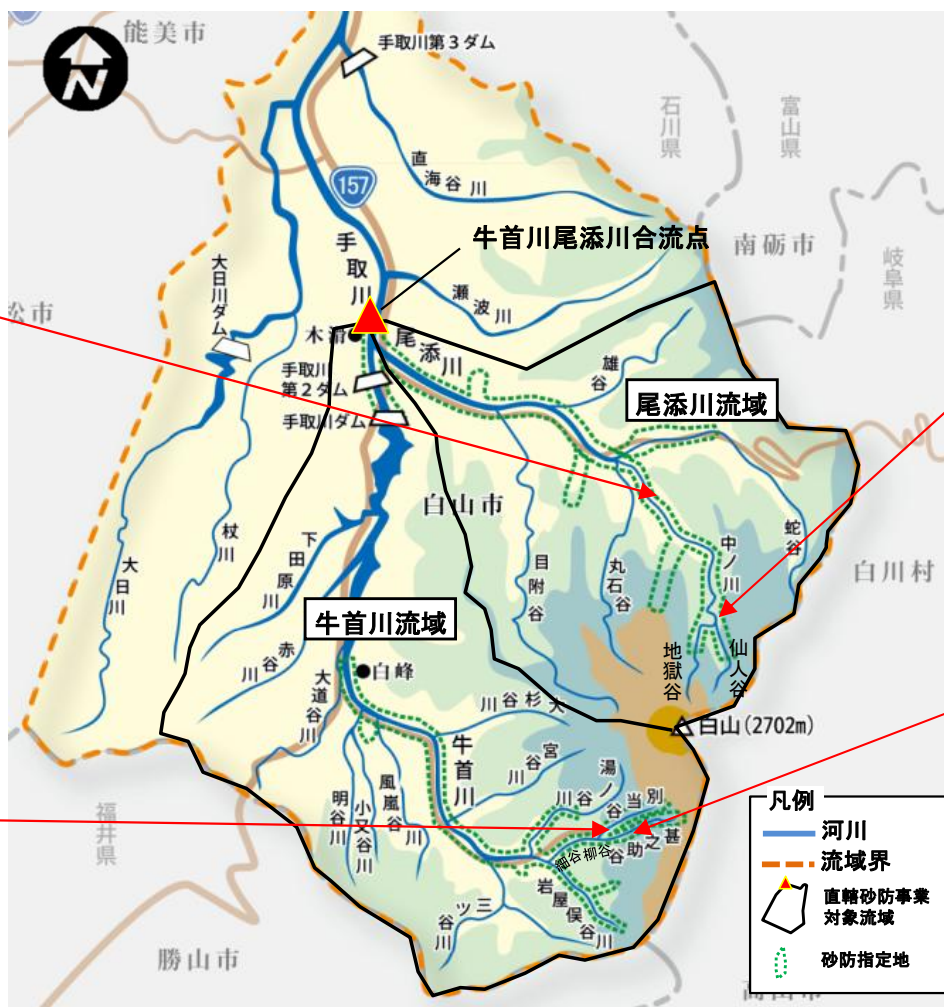 能美市
N
手取川第3ダム
石川県
富山県
直海谷川
157
手取川
牛首川尾添川合流点
南砺市
岐阜県
大日川ダム
松市
瀬波川
木滑
尾添川
雄谷
手取川
第2ダム
手取川ダム
尾添川流域
白山市
中ノ川
蛇谷
白川村
大日川
杖川
下田原川
目附谷
丸石谷
牛首川流域
地獄谷
仙人谷
赤谷川
白峰
大道谷川
大杉谷川
白山(2702m)
牛首川
宮谷川
湯ノ谷川
別当谷
甚之助谷
福井県
明谷川
小又谷川
風嵐谷川
細谷
柳谷
岩屋俣谷川
三ツ谷川
勝山市
凡例
河川
流域界
直轄砂防事業
対象流域
砂防指定地